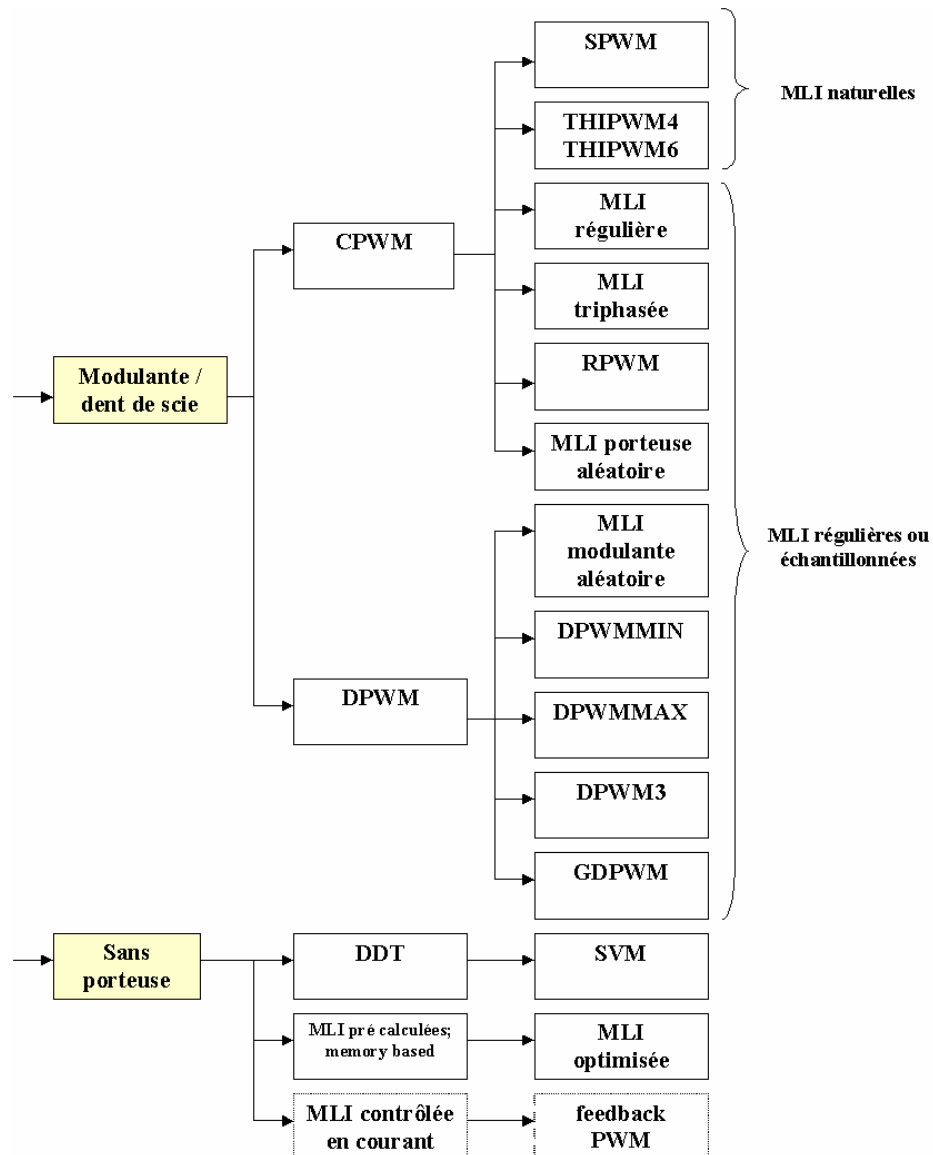 SPWM
MLI naturelles
THIPWM4
THIPWM6
MLI
régulière
CPWM
MLI
triphasée
RPWM
Modulante /
dent de scie
MLI porteuse
aléatoire
MLI
modulante
aléatoire
MLI régulières ou
échantillonnées
DPWMMIN
DPWM
DPWMMAX
DPWM3
GDPWM
Sans
porteuse
DDT
SVM
MLI pré calculées;
memory based
MLI
optimisée
MLI contrôlée
en courant
feedback
PWM